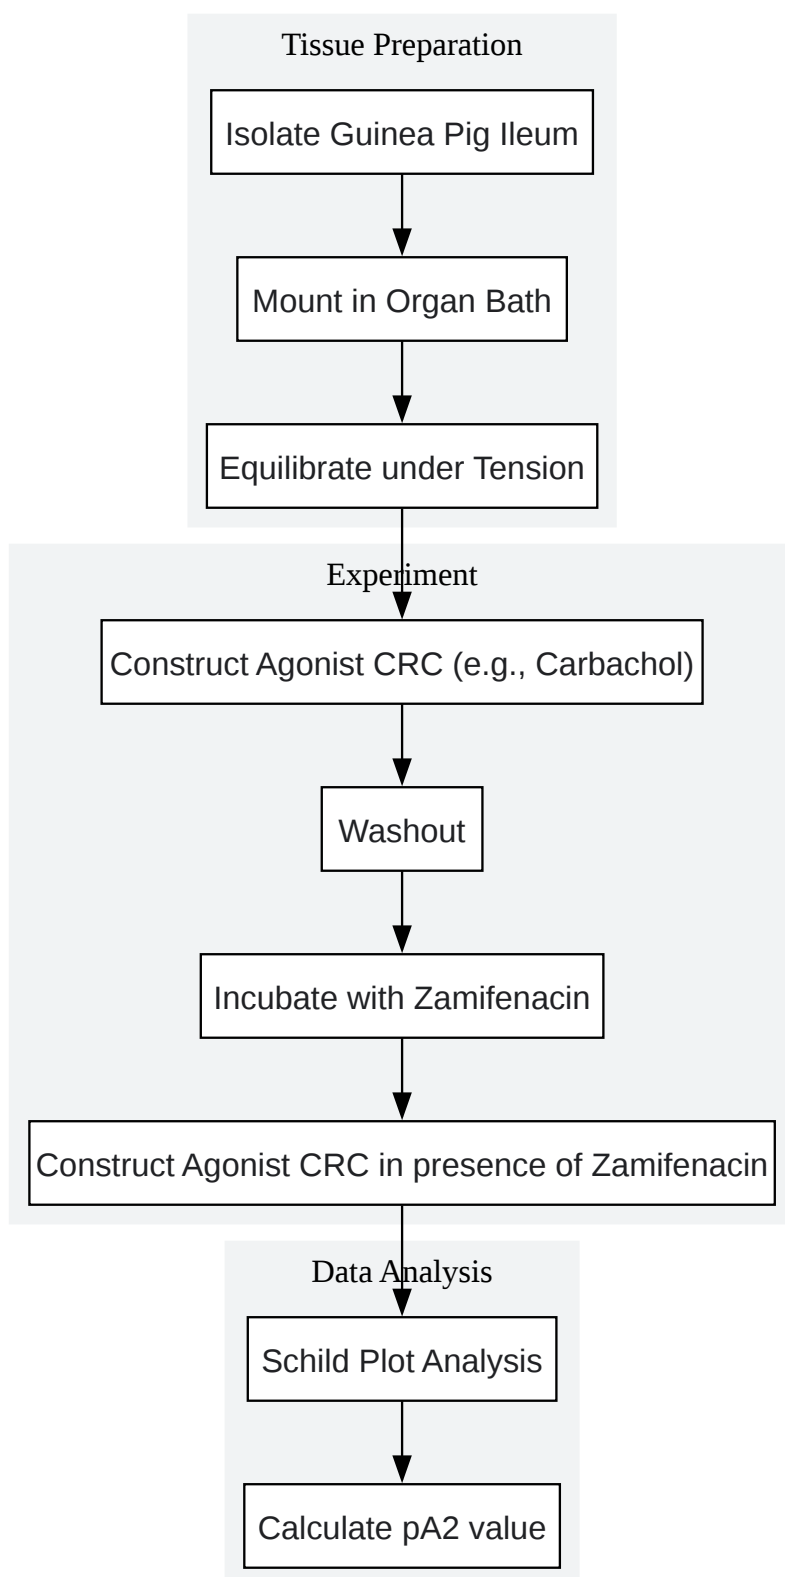 Tissue Preparation
Isolate Guinea Pig Ileum
Mount in Organ Bath
Equilibrate under Tension
Experiment
Construct Agonist CRC (e.g., Carbachol)
Washout
Incubate with Zamifenacin
Construct Agonist CRC in presence of Zamifenacin
Data Analysis
Schild Plot Analysis
Calculate pA2 value